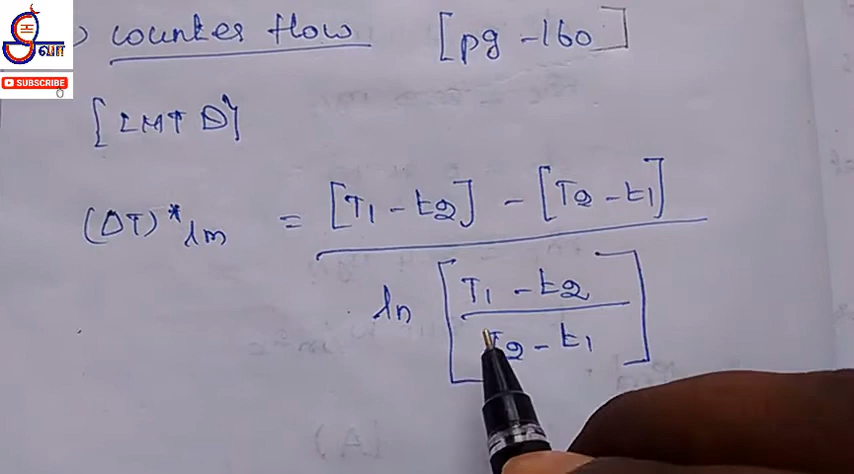 சிவா
SUBSCRIBE
) counter flow [pg-160]
[LMTD]
(ΔT)*lm = [T1 - t2] - [T2 - t1]
ln [T1 - t2
T2 - t1]